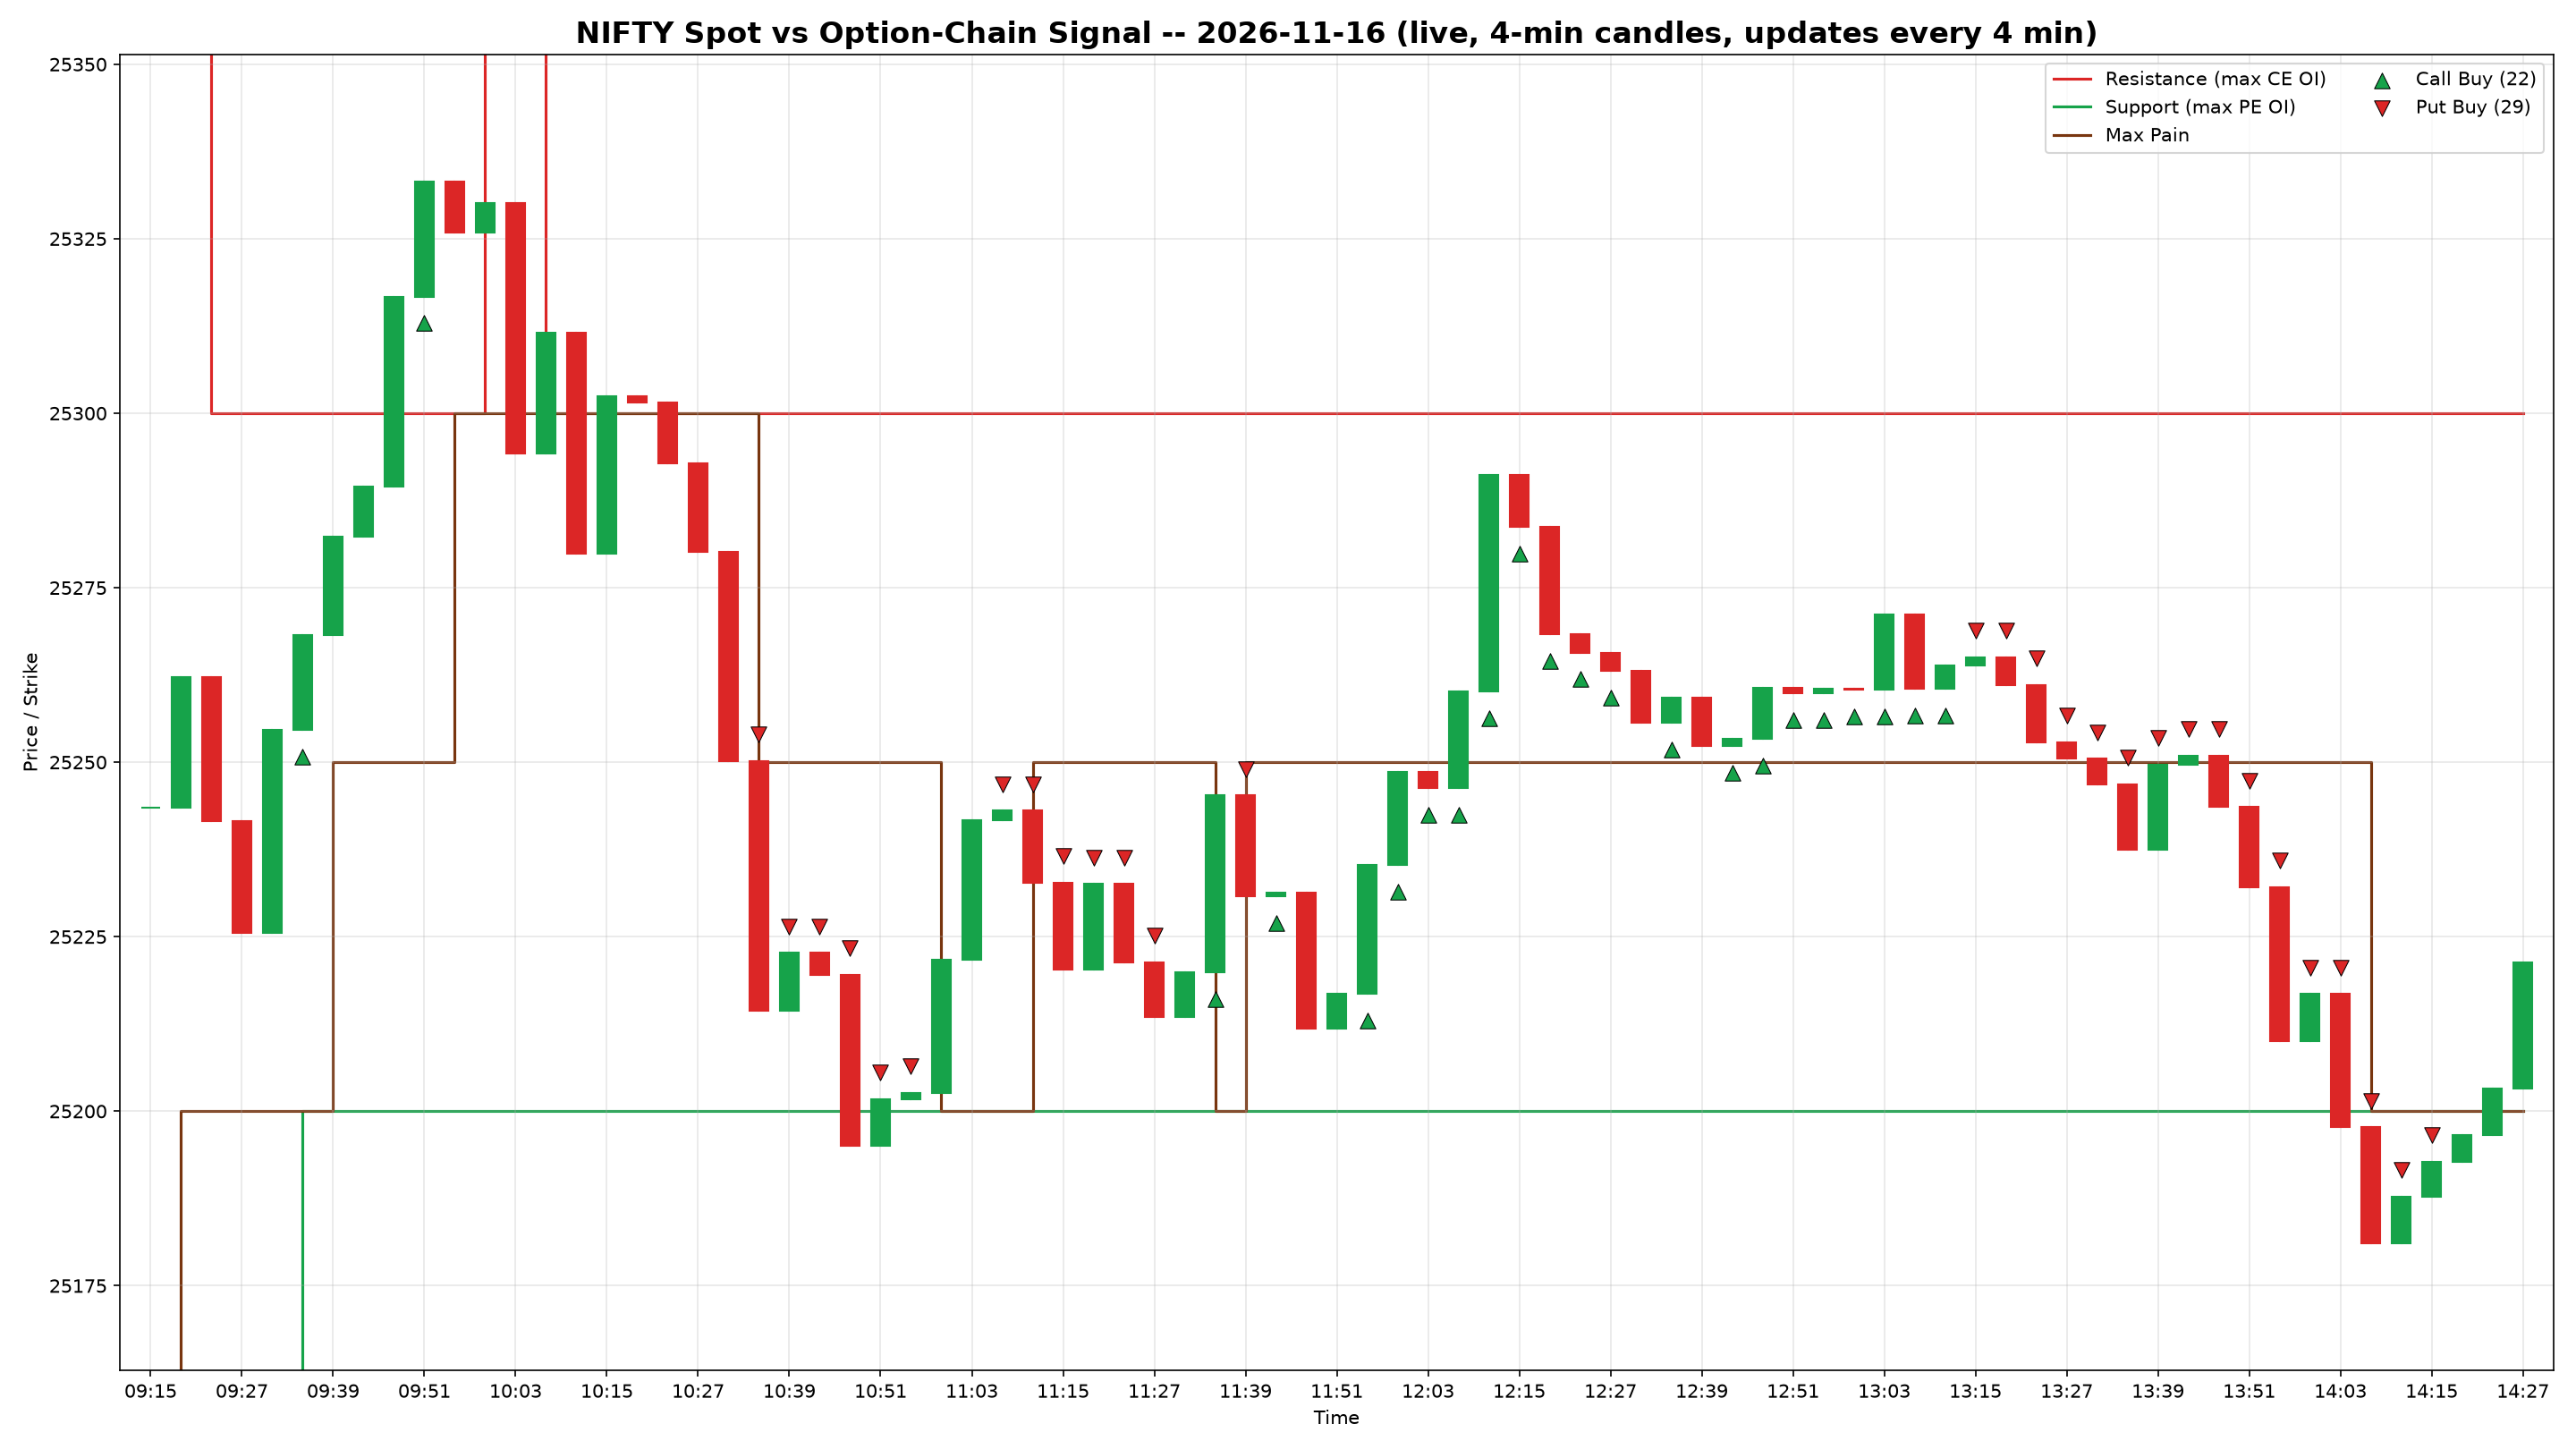 NIFTY Spot vs Option-Chain Signal -- 2026-11-16 (live, 4-min candles, updates every 4 min)
Resistance (max CE OI)
Support (max PE OI)
Max Pain
Call Buy (22)
Put Buy (29)
Price / Strike
25350
25325
25300
25275
25250
25225
25200
25175
09:15 09:27 09:39 09:51 10:03 10:15 10:27 10:39 10:51 11:03 11:15 11:27 11:39 11:51 12:03 12:15 12:27 12:39 12:51 13:03 13:15 13:27 13:39 13:51 14:03 14:15 14:27
Time